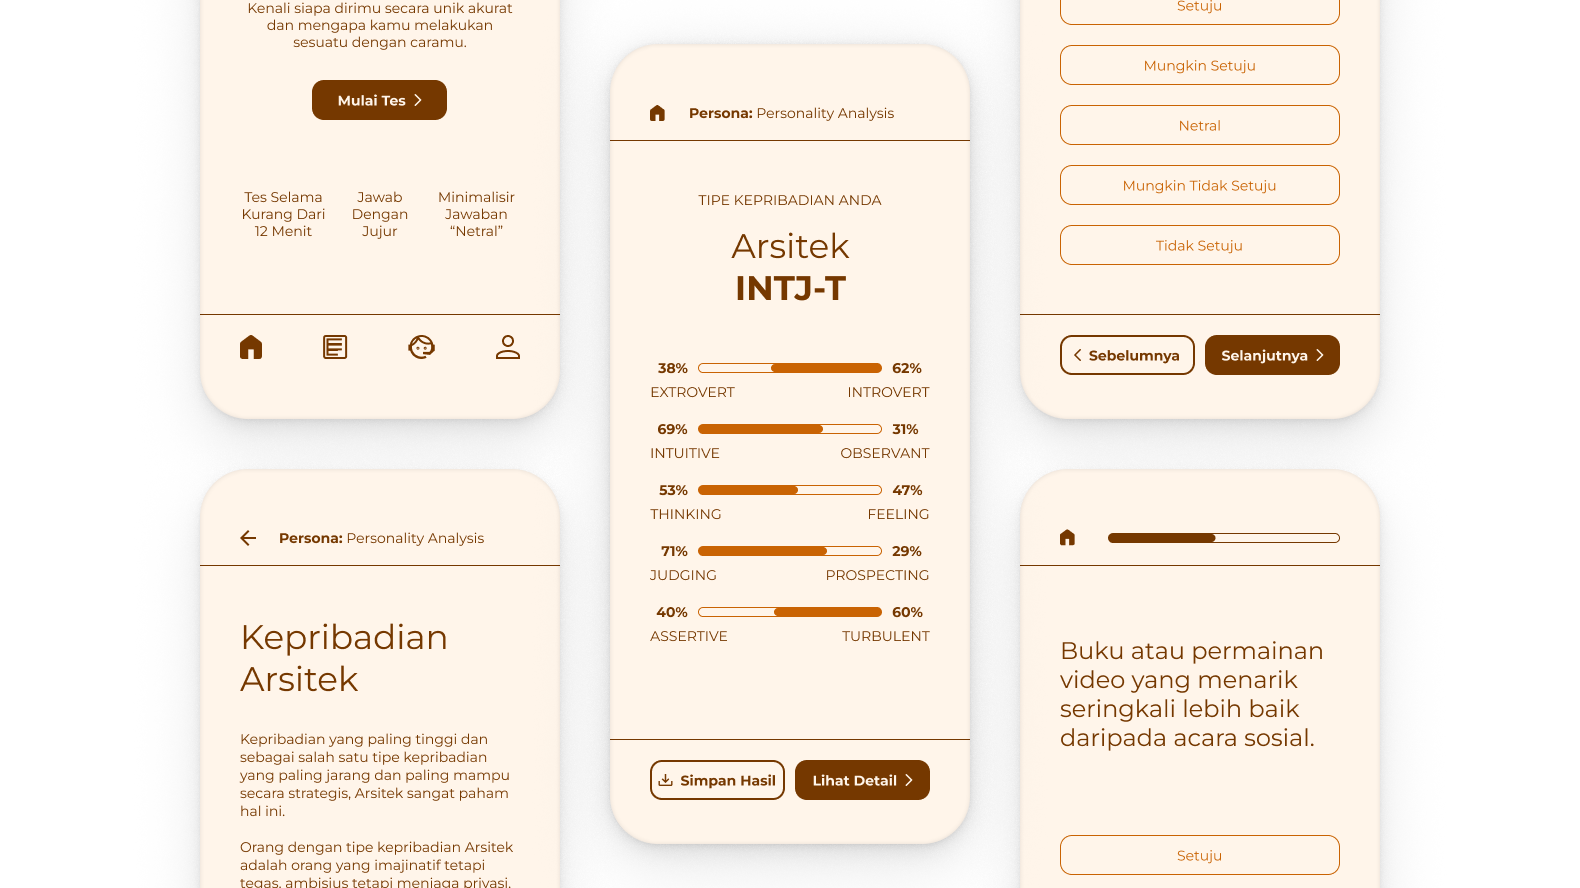 Kenali siapa dirimu secara unik akurat
dan mengapa kamu melakukan
sesuatu dengan caramu.
Mulai Tes
Tes Selama
Kurang Dari
12 Menit
Jawab
Dengan
Jujur
Minimalisir
Jawaban
“Netral”
Persona: Personality Analysis
Kepribadian
Arsitek
Kepribadian yang paling tinggi dan
sebagai salah satu tipe kepribadian
yang paling jarang dan paling mampu
secara strategis, Arsitek sangat paham
hal ini.
Orang dengan tipe kepribadian Arsitek
adalah orang yang imajinatif tetapi
tegas, ambisius tetapi menjaga privasi,
Persona: Personality Analysis
TIPE KEPRIBADIAN ANDA
Arsitek
INTJ-T
38% 62%
EXTROVERT INTROVERT
69% 31%
INTUITIVE OBSERVANT
53% 47%
THINKING FEELING
71% 29%
JUDGING PROSPECTING
40% 60%
ASSERTIVE TURBULENT
Simpan Hasil
Lihat Detail
Setuju
Mungkin Setuju
Netral
Mungkin Tidak Setuju
Tidak Setuju
Sebelumnya
Selanjutnya
Buku atau permainan
video yang menarik
seringkali lebih baik
daripada acara sosial.
Setuju